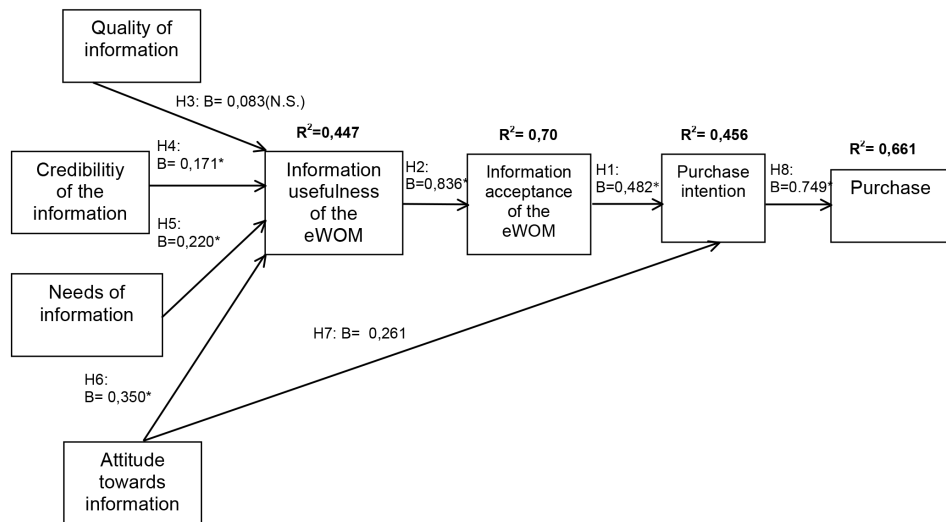 Quality of
information
H3: B= 0,083(N.S.)
R²=0,447
R²= 0,70
R²= 0,456
R²= 0,661
H4:
B= 0,171*
Credibilitiy
of the
information
Information
usefulness
of the
eWOM
H2:
B=0,836*
Information
acceptance
of the
eWOM
H1:
B=0,482*
Purchase
intention
H8:
B=0.749*
Purchase
H5:
B=0,220*
Needs of
information
H7: B= 0,261
H6:
B= 0,350*
Attitude
towards
information